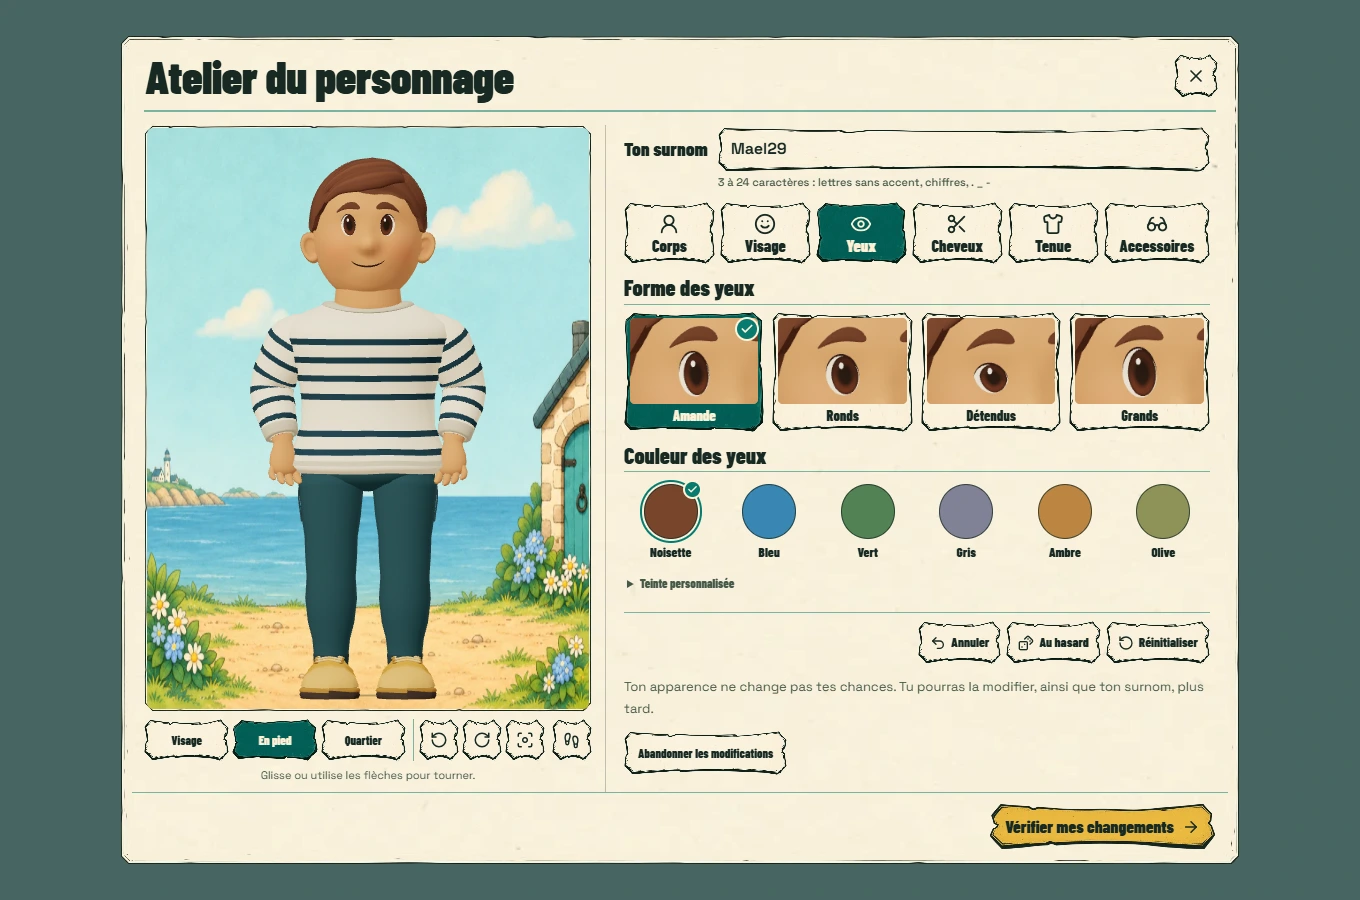 Atelier du personnage
Ton surnom
Mael29
3 à 24 caractères : lettres sans accent, chiffres, . _ -
Corps
Visage
Yeux
Cheveux
Tenue
Accessoires
Forme des yeux
Amande
Ronds
Détendus
Grands
Couleur des yeux
Noisette
Bleu
Vert
Gris
Ambre
Olive
Teinte personnalisée
Annuler
Au hasard
Réinitialiser
Ton apparence ne change pas tes chances. Tu pourras la modifier, ainsi que ton surnom, plus
tard.
Abandonner les modifications
Visage
En pied
Quartier
Glisse ou utilise les flèches pour tourner.
Vérifier mes changements